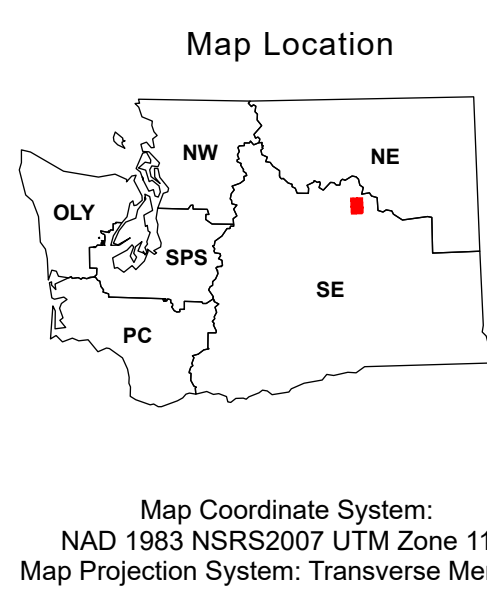 Map Location
NW
NE
OLY
SPS
SE
PC
Map Coordinate System:
NAD 1983 NSRS2007 UTM Zone 11
Map Projection System: Transverse